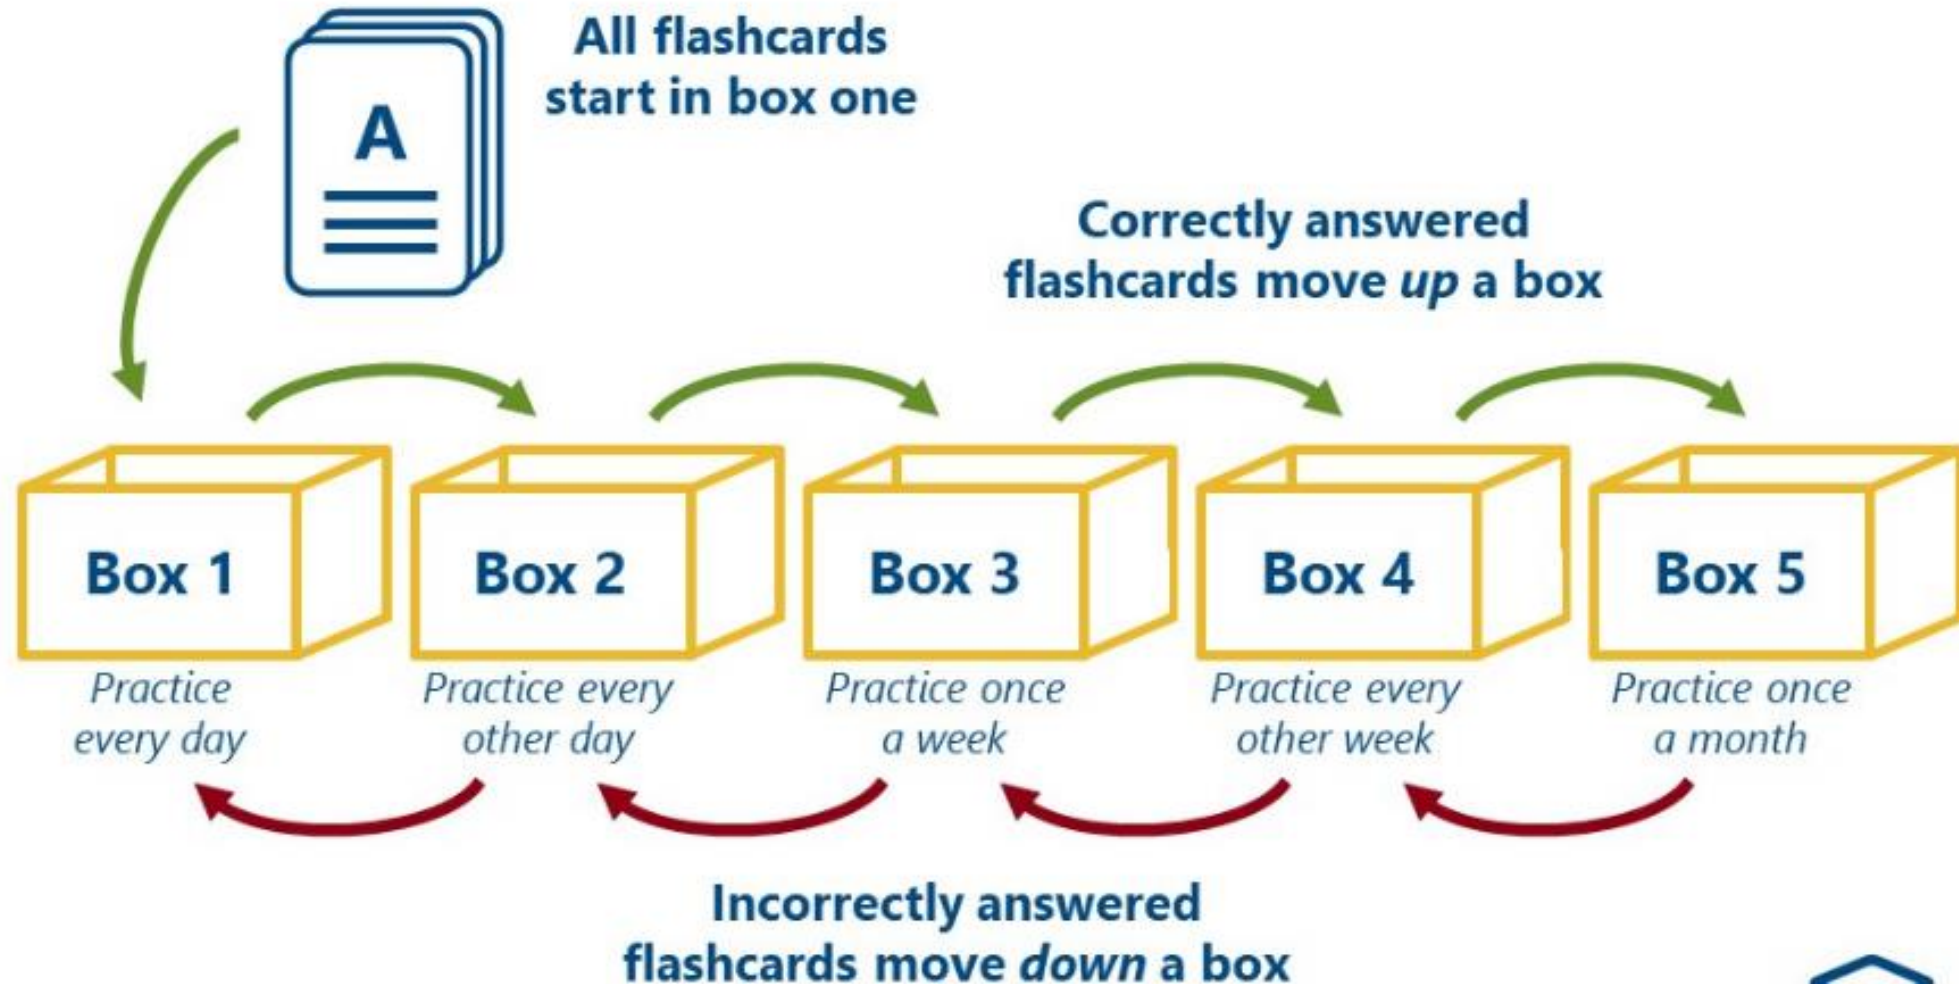 All flashcards
start in box one
A
Correctly answered
flashcards move up a box
Box 1
Box 2
Box 3
Box 4
Box 5
Practice
every day
Practice every
other day
Practice once
a week
Practice every
other week
Practice once
a month
Incorrectly answered
flashcards move down a box